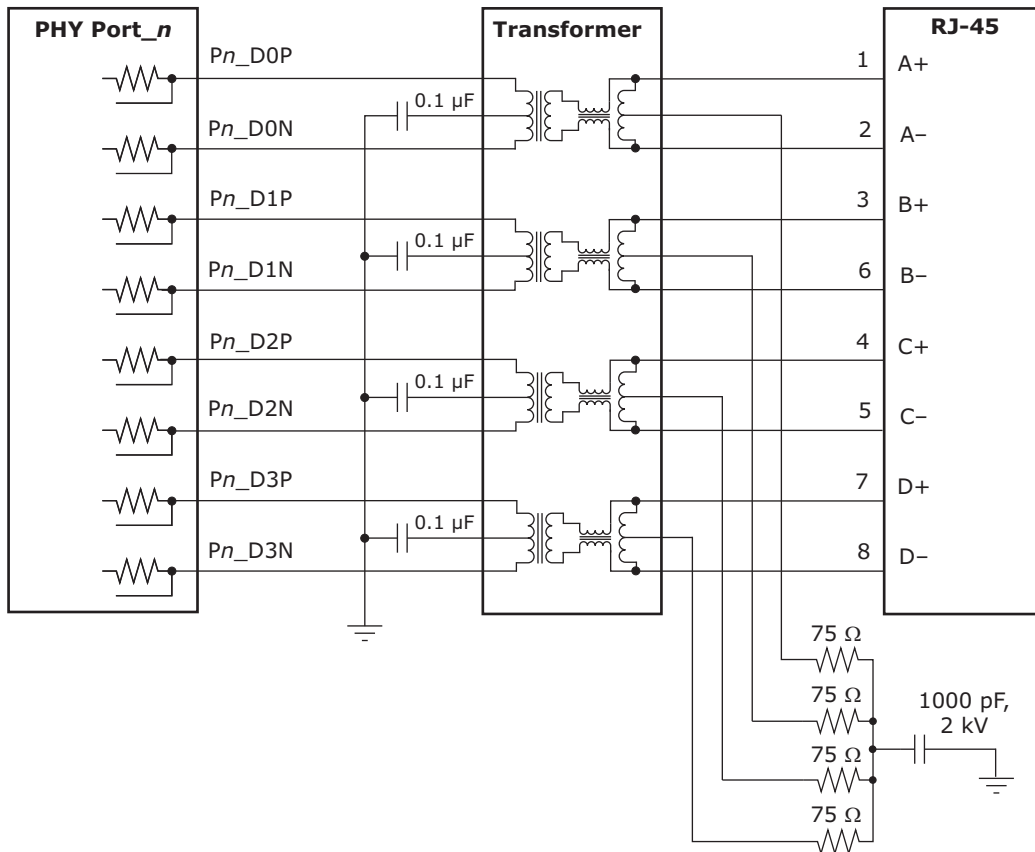 PHY Port_n
Transformer
RJ-45
Pn_D0P
1
A+
0.1 µF
Pn_D0N
2
A–
Pn_D1P
3
B+
0.1 µF
Pn_D1N
6
B–
Pn_D2P
4
C+
0.1 µF
Pn_D2N
5
C–
Pn_D3P
7
D+
0.1 µF
Pn_D3N
8
D–
75 Ω
75 Ω
1000 pF,
2 kV
75 Ω
75 Ω